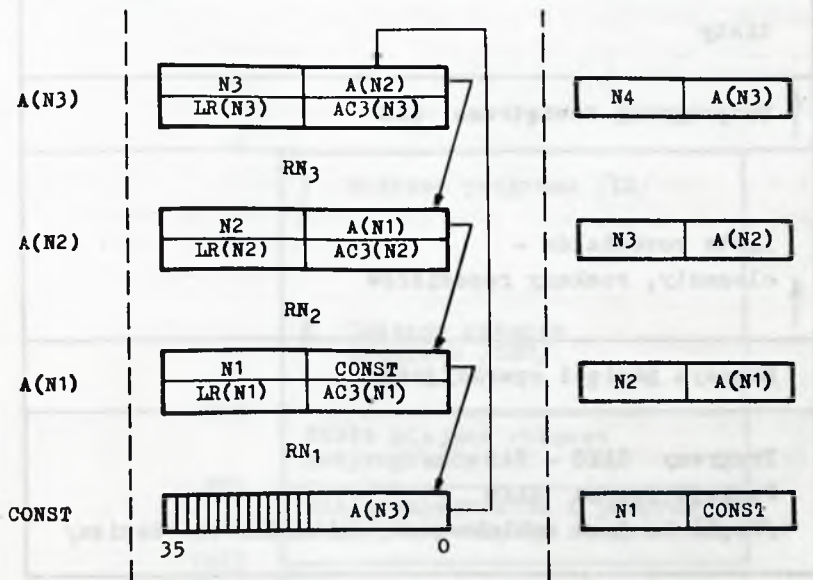 A(N3) N3 A(N2) N4 A(N3)
LR(N3) AC3(N3)
RN3
A(N2) N2 A(N1) N3 A(N2)
LR(N2) AC3(N2)
RN2
A(N1) N1 CONST N2 A(N1)
LR(N1) AC3(N1)
RN1
CONST A(N3) N1 CONST
35 0